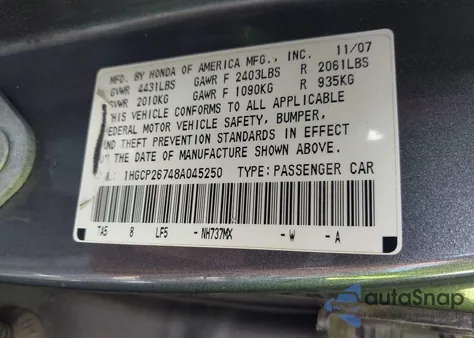 MFD. BY HONDA OF AMERICA MFG., INC. 11/07
GVWR 4431LBS GAWR F 2403LBS R 2061LBS
GVWR 2010KG GAWR F 1090KG R 935KG
THIS VEHICLE CONFORMS TO ALL APPLICABLE
FEDERAL MOTOR VEHICLE SAFETY, BUMPER,
AND THEFT PREVENTION STANDARDS IN EFFECT
ON THE DATE OF MANUFACTURE SHOWN ABOVE.
1HGCP26748A045250 TYPE: PASSENGER CAR
TA5 8 LF5 -NH737MX -W -A
autoSnap